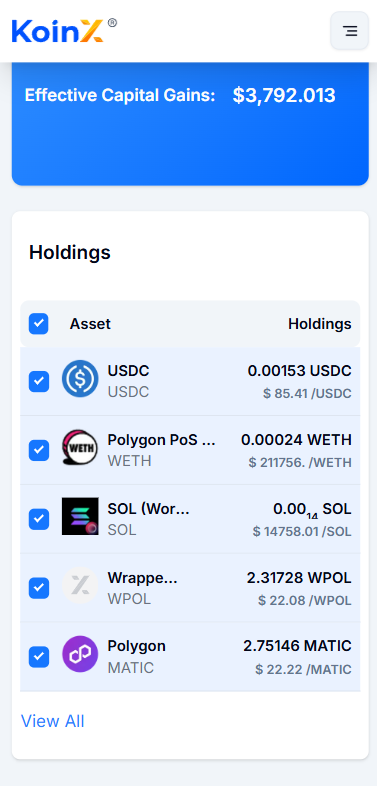 KoinX®
Effective Capital Gains: $3,792.013
Holdings
Asset Holdings
USDC 0.00153 USDC
USDC $ 85.41 /USDC
WETH
Polygon PoS ... 0.00024 WETH
WETH $ 211756. /WETH
SOL (Wor... 0.00₁₄ SOL
SOL $ 14758.01 /SOL
Wrappe... 2.31728 WPOL
WPOL $ 22.08 /WPOL
Polygon 2.75146 MATIC
MATIC $ 22.22 /MATIC
View All